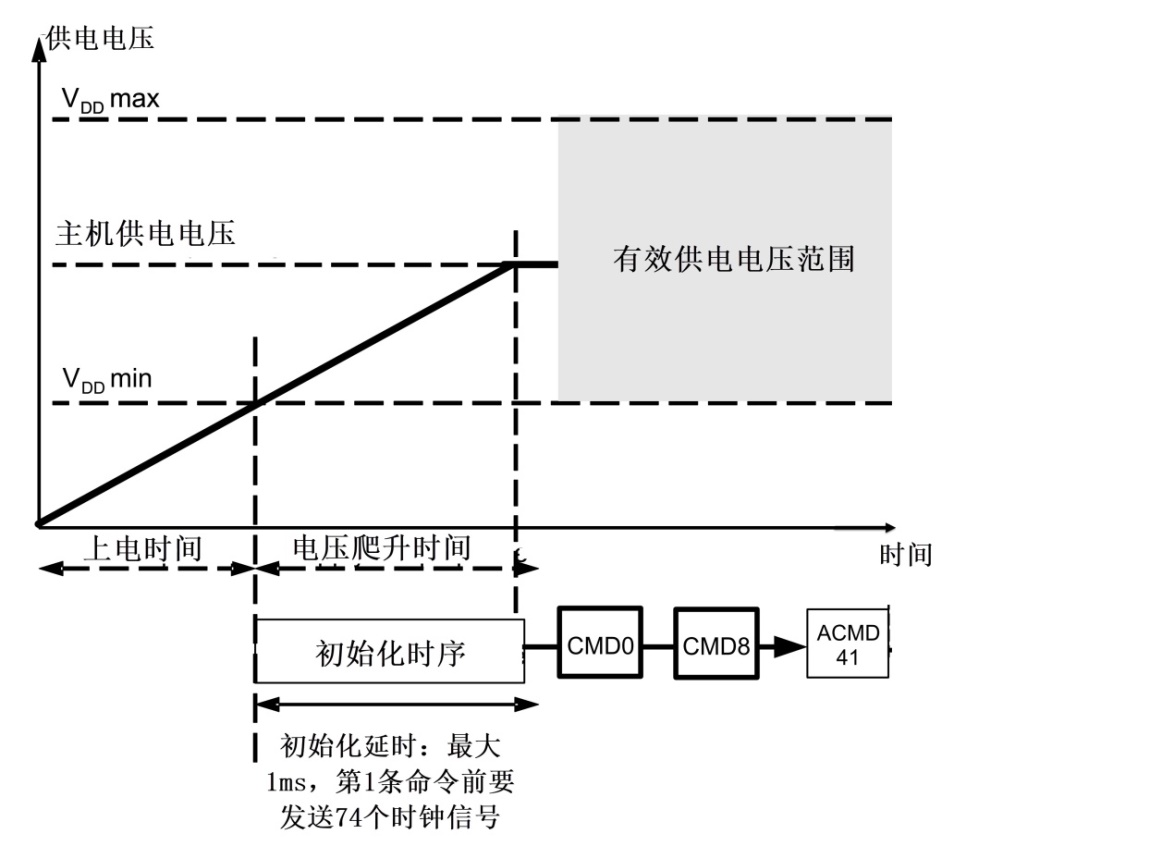 供电电压
VDD max
主机供电电压
有效供电电压范围
VDD min
上电时间
电压爬升时间
时间
初始化时序
CMD0
CMD8
ACMD
41
初始化延时：最大
1ms，第1条命令前要
发送74个时钟信号